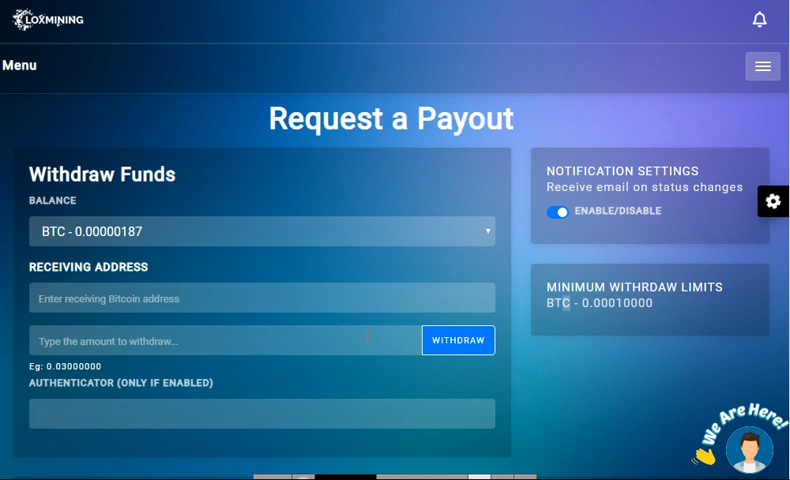 LOXMINING
Menu
Request a Payout
Withdraw Funds
BALANCE
BTC - 0.00000187
RECEIVING ADDRESS
Enter receiving Bitcoin address
Type the amount to withdraw...
WITHDRAW
Eg: 0.03000000
AUTHENTICATOR (ONLY IF ENABLED)
NOTIFICATION SETTINGS
Receive email on status changes
ENABLE/DISABLE
MINIMUM WITHRDAW LIMITS
BTC - 0.00010000
We Are Here!